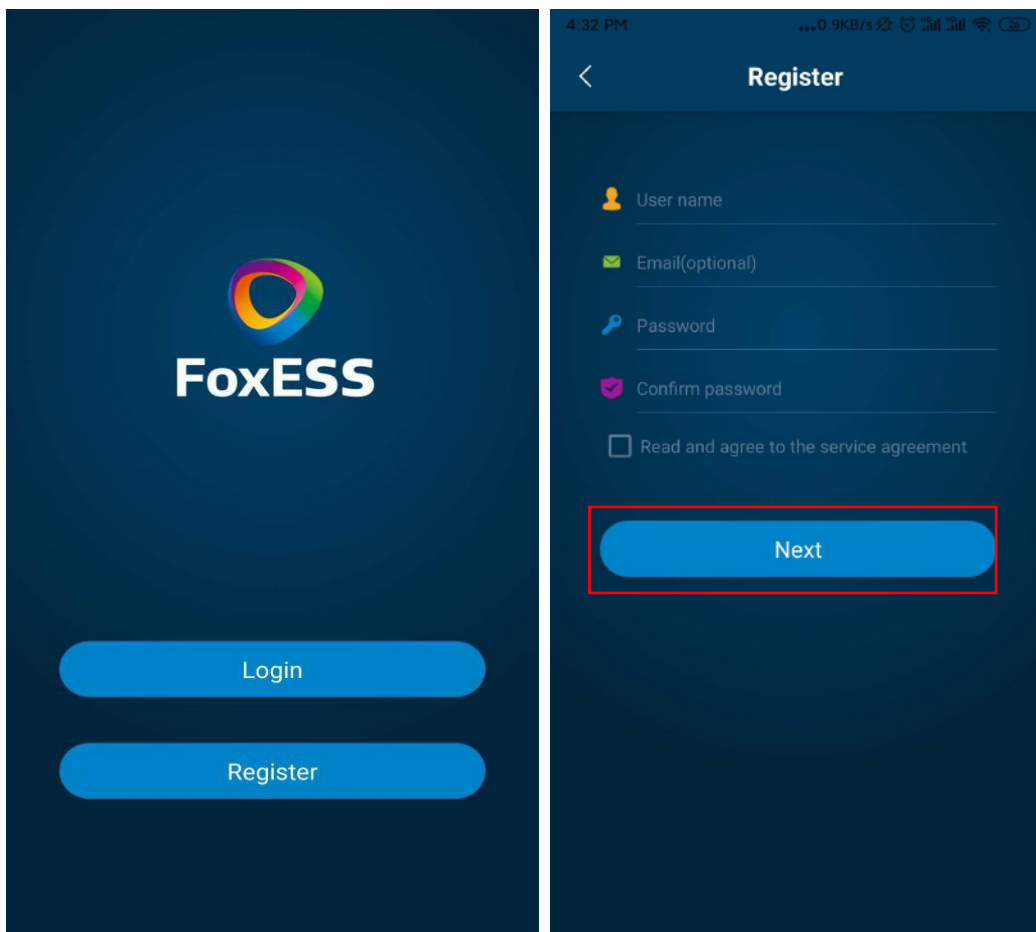 FoxESS
Login
Register
4:32 PM ...0.9KB/s 26
Register
User name
Email(optional)
Password
Confirm password
Read and agree to the service agreement
Next